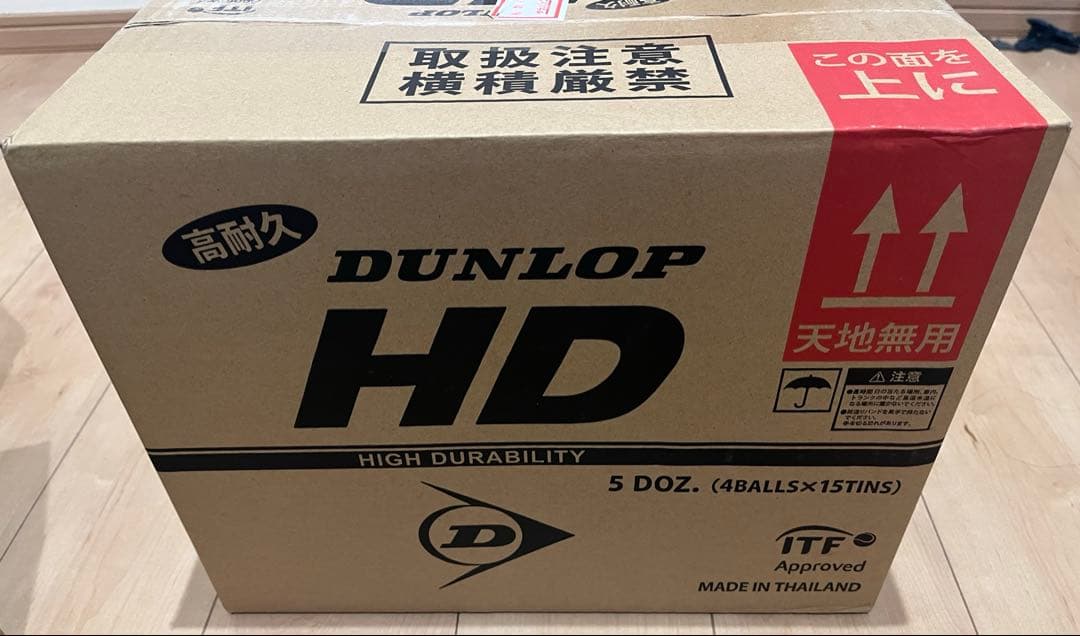 取扱注意
横積厳禁
この面を
上に
高耐久
DUNLOP
HD
天地無用
注意
HIGH DURABILITY
5 DOZ. (4BALLS×15TINS)
D
ITF
Approved
MADE IN THAILAND